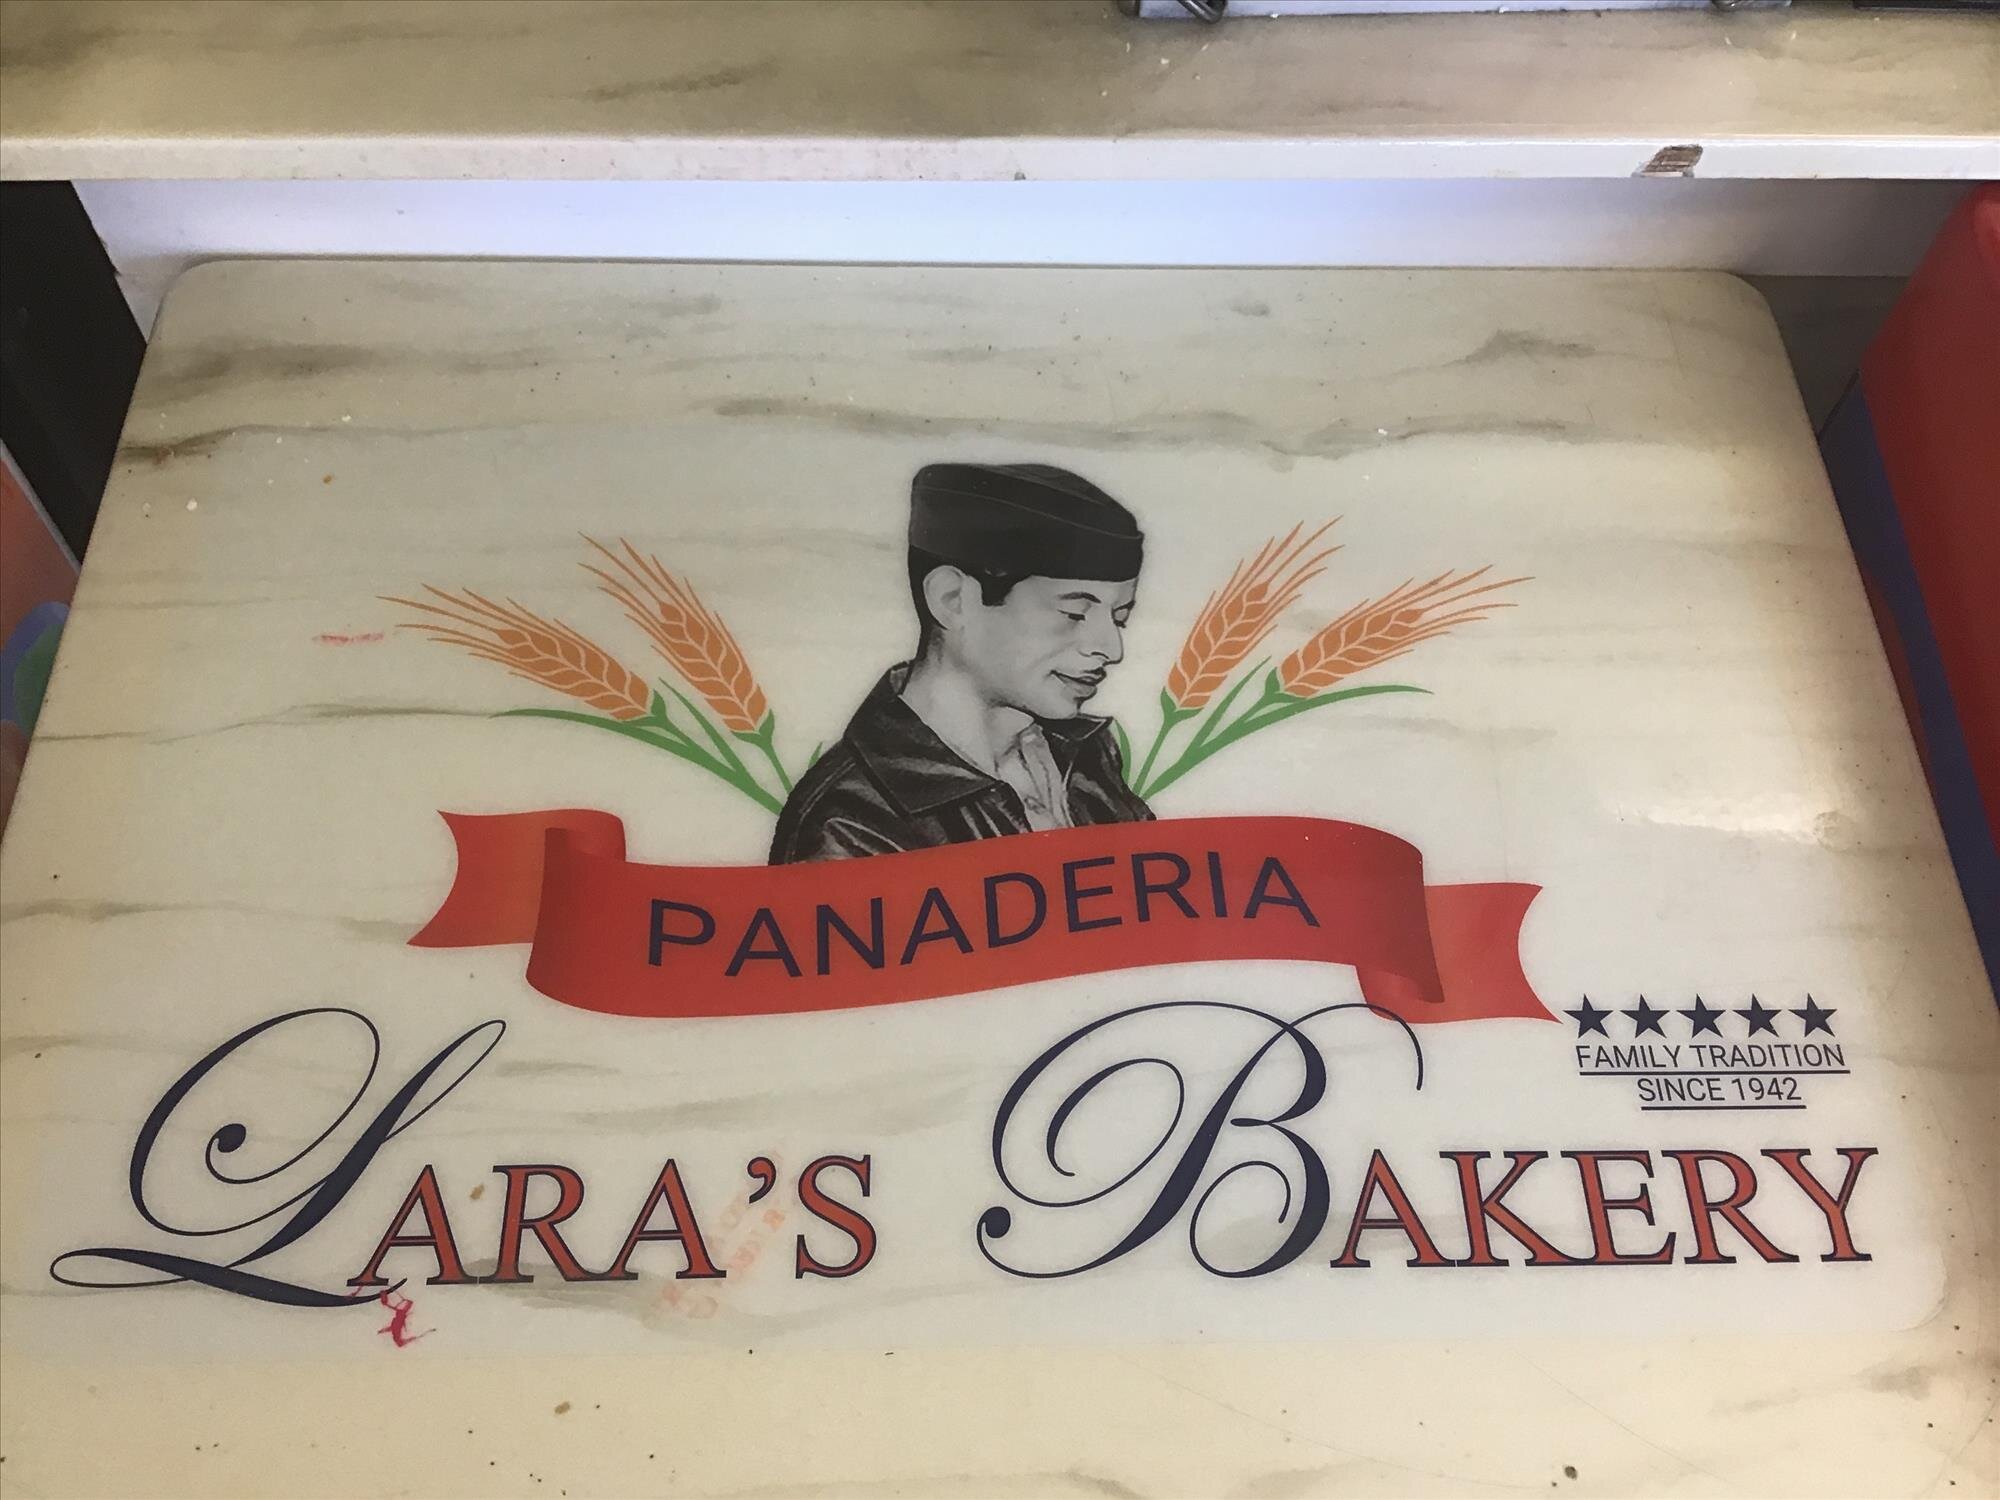 PANADERIA
★★★★★
FAMILY TRADITION
SINCE 1942
LARA'S BAKERY